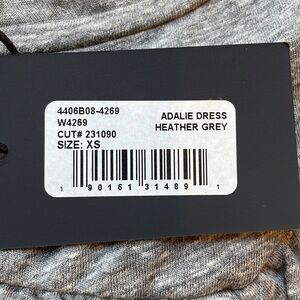 4406B08-4269
W4269
CUT# 231090
SIZE: XS
ADALIE DRESS
HEATHER GREY
1 90161 31489 1